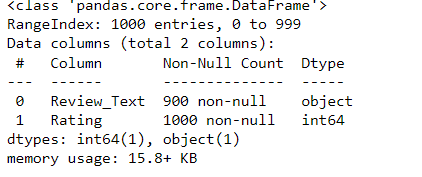 <class 'pandas.core.frame.DataFrame'>
RangeIndex: 1000 entries, 0 to 999
Data columns (total 2 columns):
 #   Column       Non-Null Count  Dtype
---  ------       --------------  -----
 0   Review_Text  900 non-null    object
 1   Rating       1000 non-null   int64
dtypes: int64(1), object(1)
memory usage: 15.8+ KB